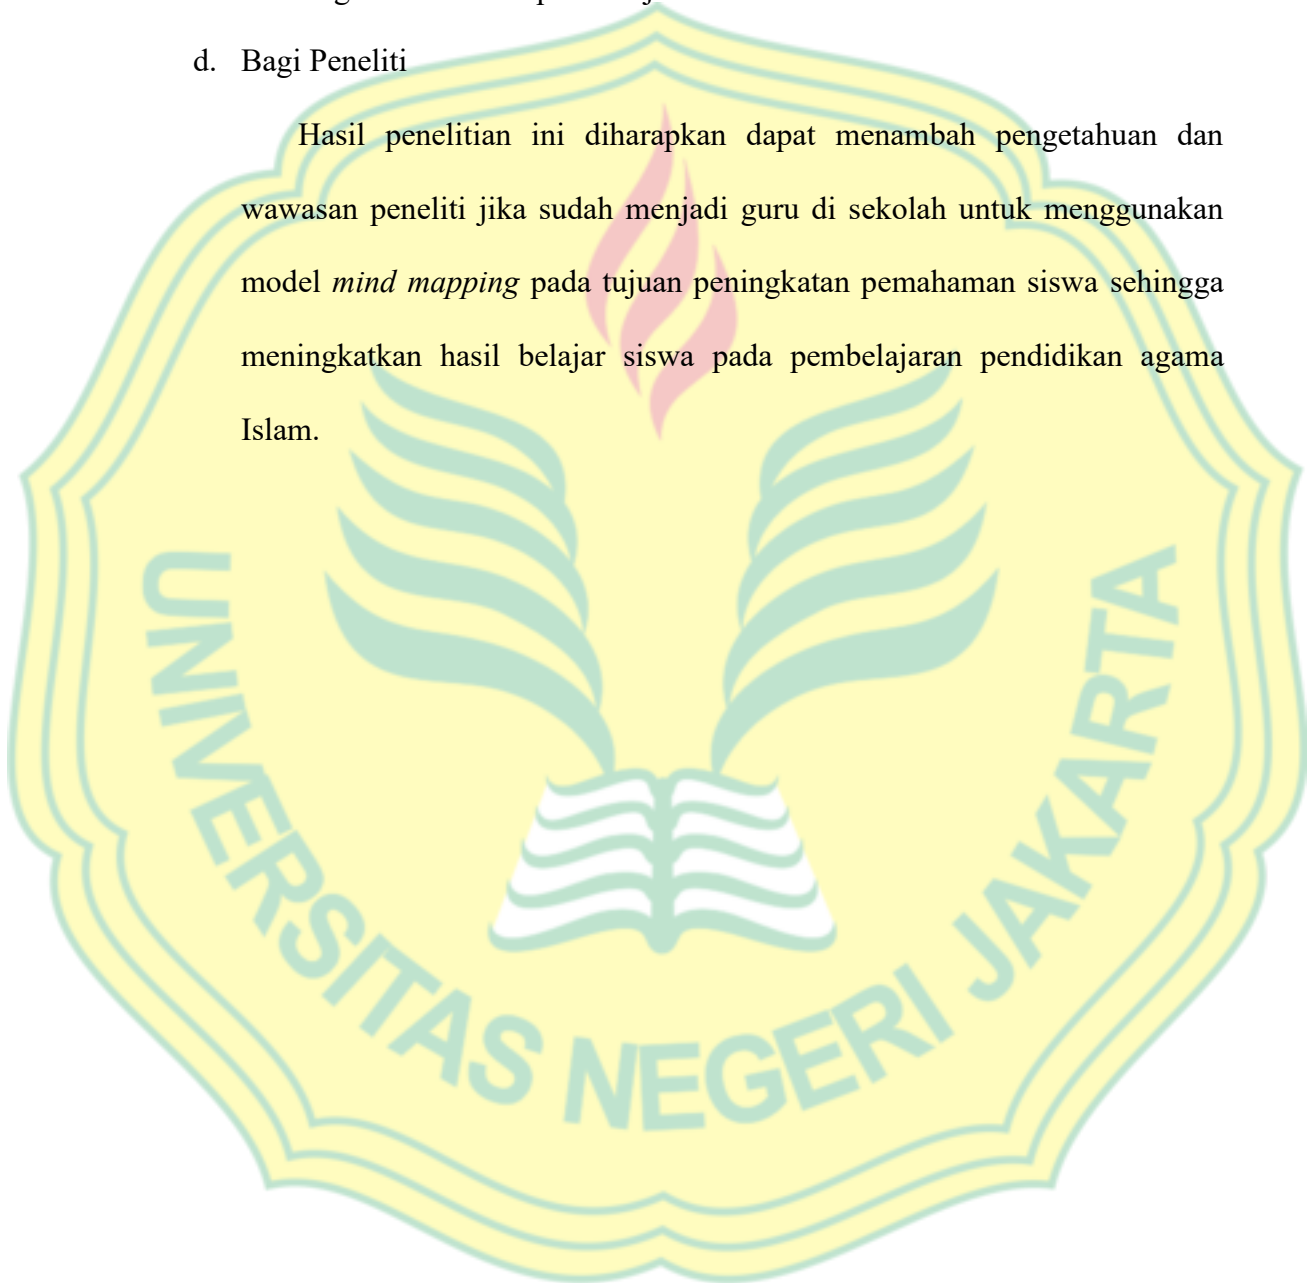 d. Bagi Peneliti
Hasil penelitian ini diharapkan dapat menambah pengetahuan dan
wawasan peneliti jika sudah menjadi guru di sekolah untuk menggunakan
model mind mapping pada tujuan peningkatan pemahaman siswa sehingga
meningkatkan hasil belajar siswa pada pembelajaran pendidikan agama
Islam.
UNIVERSITAS NEGERI JAKARTA